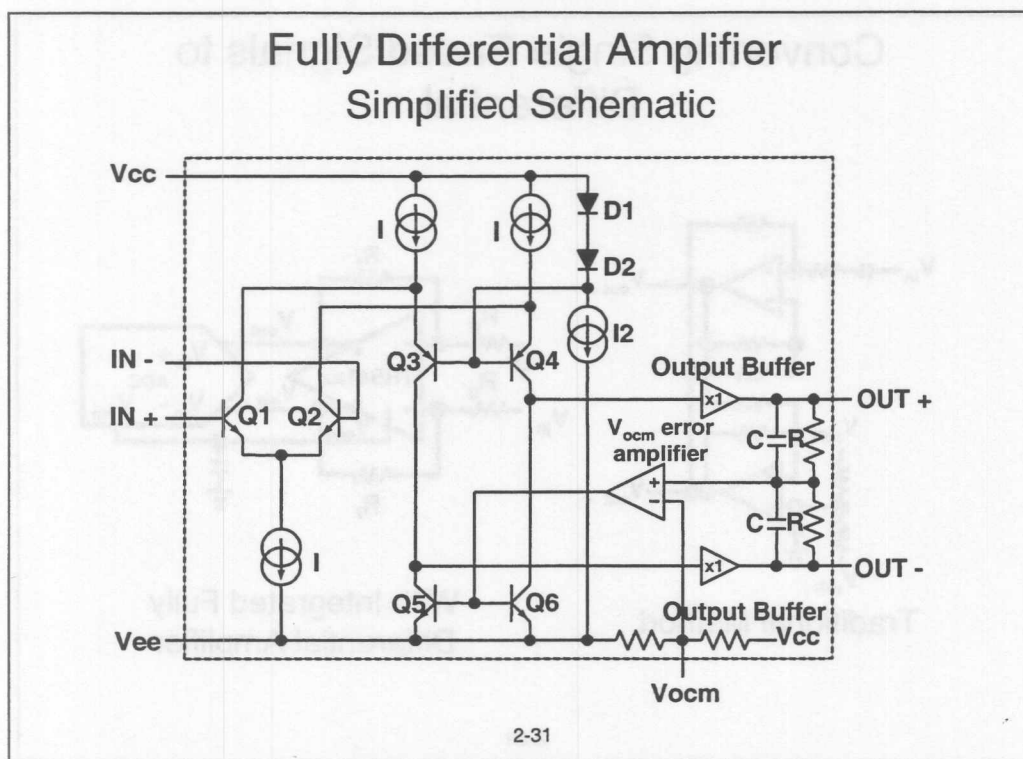 Fully Differential Amplifier
Simplified Schematic
Vcc
I
I
D1
D2
I2
IN -
Q3
Q4
Output Buffer
IN +
Q1
Q2
x1
OUT +
Vocm error
amplifier
C
R
+
-
C
R
I
x1
OUT -
Q5
Q6
Output Buffer
Vee
Vcc
Vocm
2-31